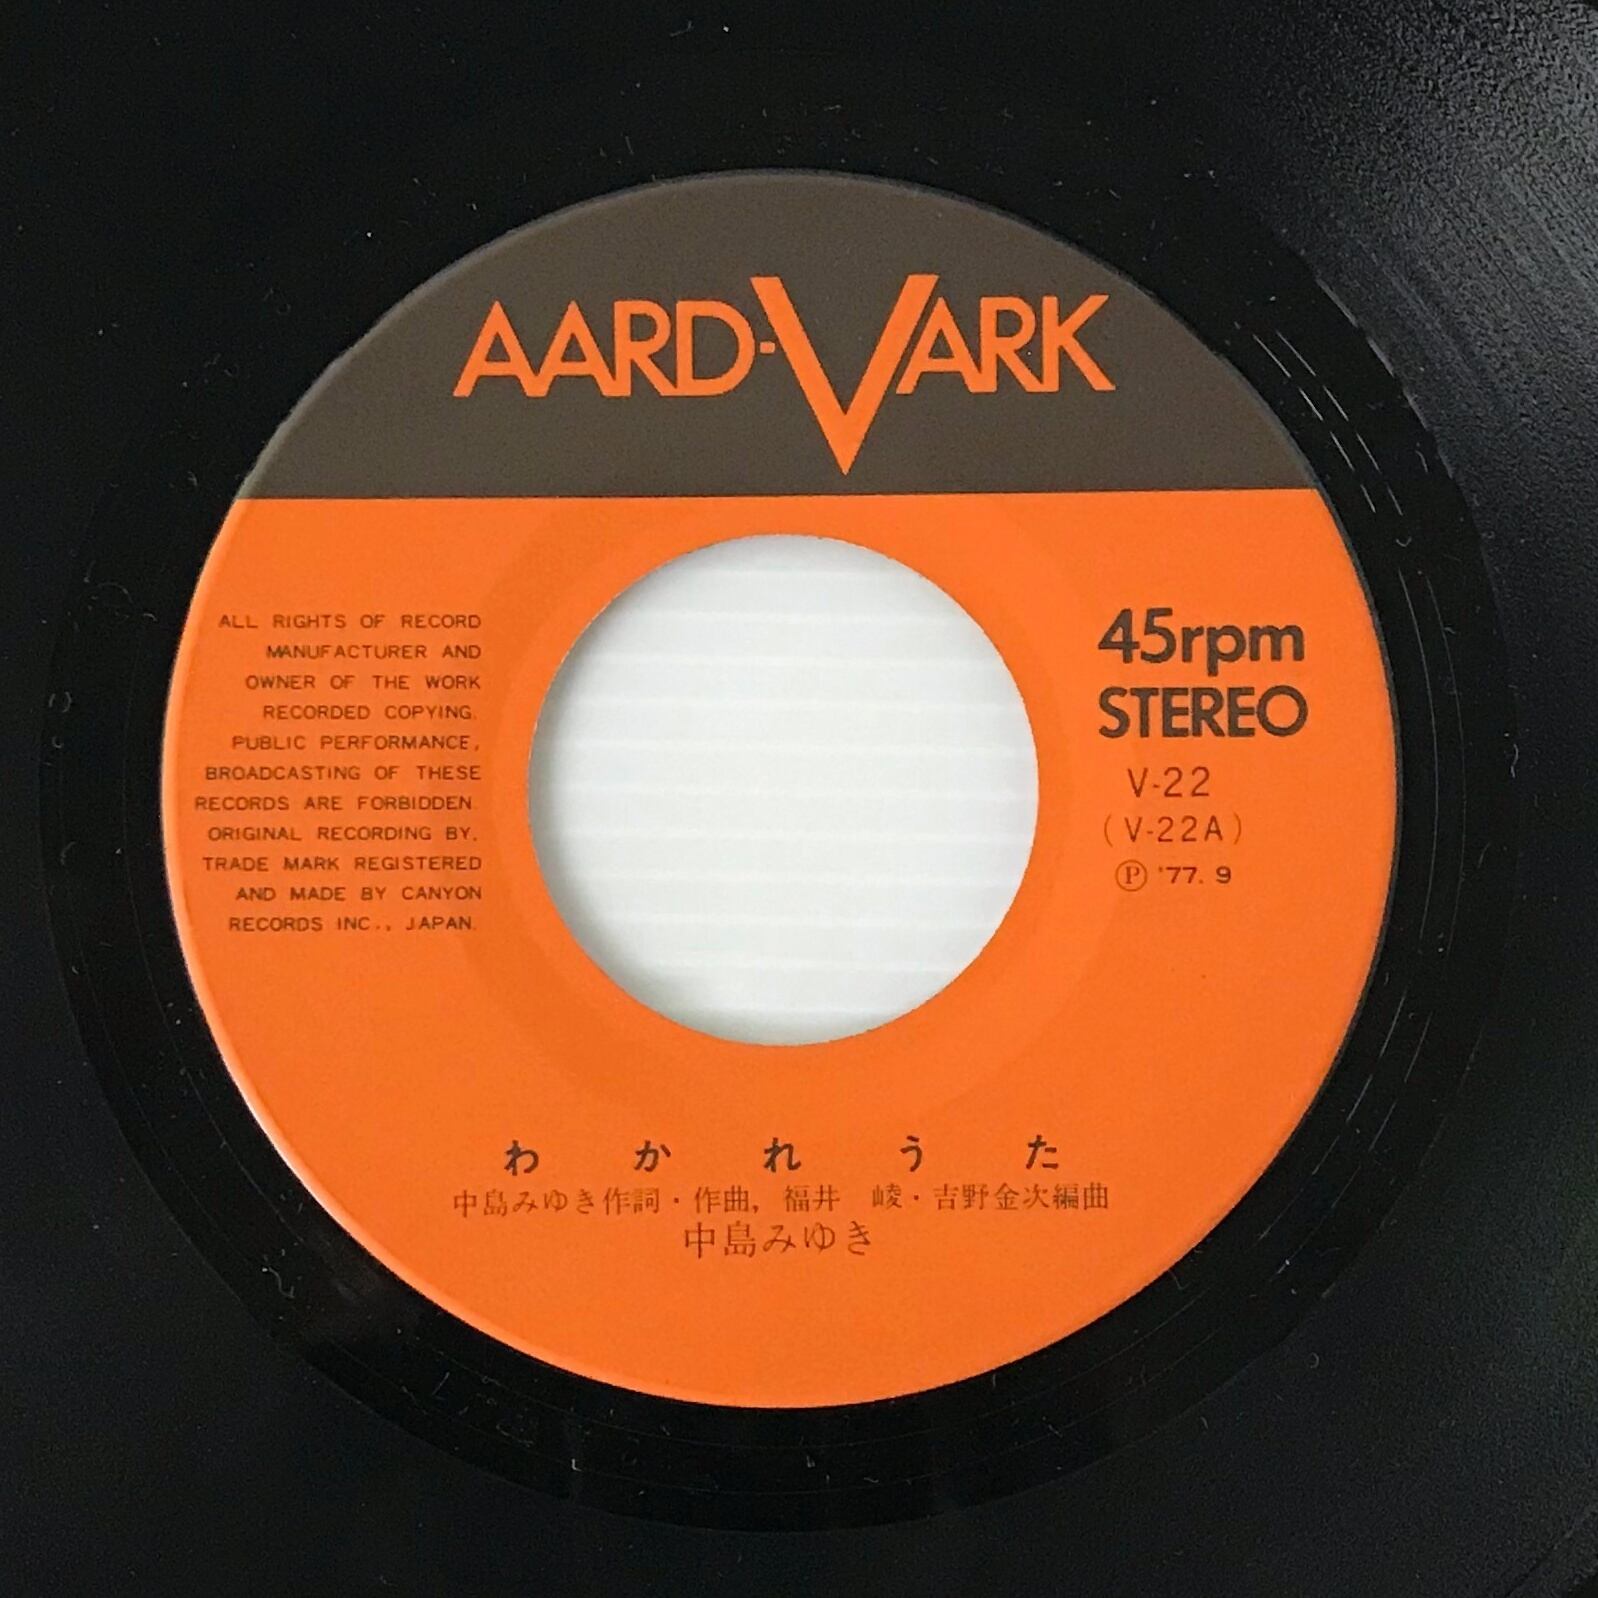 AARD-VARK
ALL RIGHTS OF RECORD
MANUFACTURER AND
OWNER OF THE WORK
RECORDED COPYING.
PUBLIC PERFORMANCE,
BROADCASTING OF THESE
RECORDS ARE FORBIDDEN.
ORIGINAL RECORDING BY,
TRADE MARK REGISTERED
AND MADE BY CANYON
RECORDS INC., JAPAN.
45rpm
STEREO
V-22
(V-22A)
Ⓟ '77. 9
わかれうた
中島みゆき作詞・作曲, 福井 崚・吉野金次編曲
中島みゆき